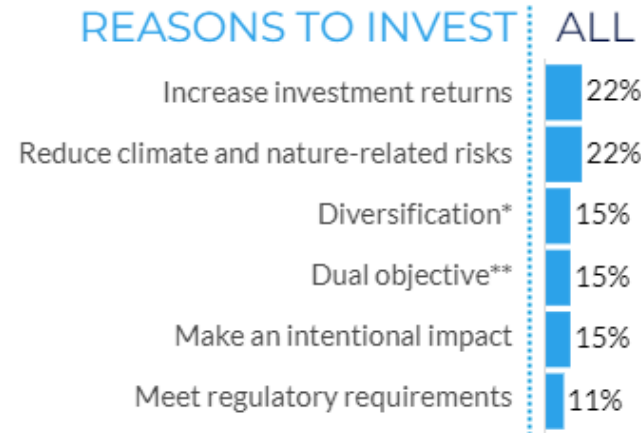 REASONS TO INVEST ALL
Increase investment returns 22%
Reduce climate and nature-related risks 22%
Diversification* 15%
Dual objective** 15%
Make an intentional impact 15%
Meet regulatory requirements 11%